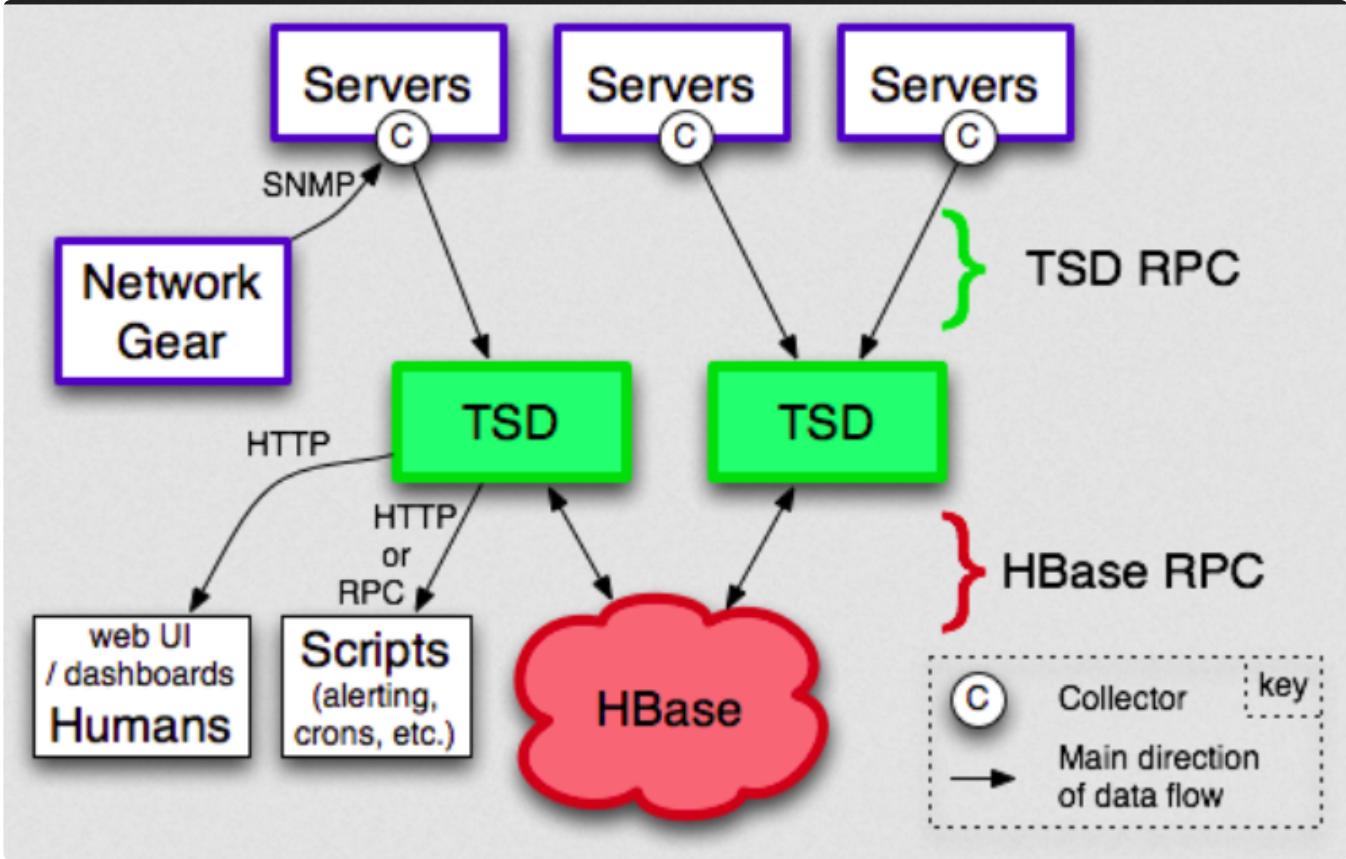 Servers
Servers
Servers
C
C
C
SNMP
Network
Gear
TSD RPC
TSD
TSD
HTTP
HTTP
or
RPC
HBase RPC
web UI
/ dashboards
Humans
Scripts
(alerting,
crons, etc.)
HBase
key
C
Collector
Main direction
of data flow